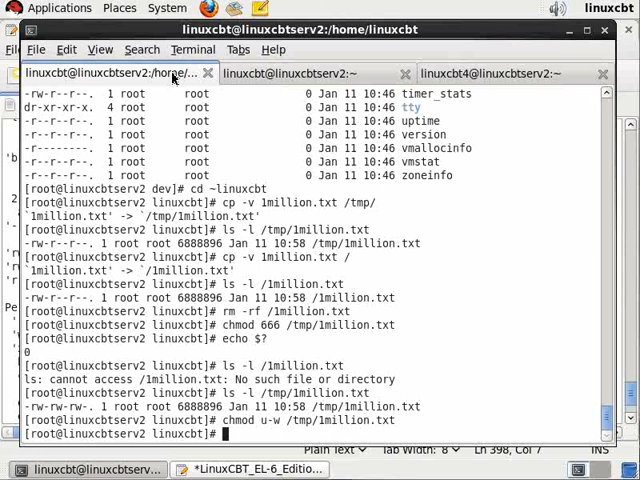 Applications Places System linuxcbt
linuxcbt@linuxcbtserv2:/home/linuxcbt
File Edit View Search Terminal Tabs Help
linuxcbt@linuxcbtserv2:/home/... linuxcbt@linuxcbtserv2:~ linuxcbt4@linuxcbtserv2:~
-rw-r--r--. 1 root root 0 Jan 11 10:46 timer_stats
dr-xr-xr-x. 4 root root 0 Jan 11 10:46 tty
-r--r--r--. 1 root root 0 Jan 11 10:46 uptime
-r--r--r--. 1 root root 0 Jan 11 10:46 version
-r--------. 1 root root 0 Jan 11 10:46 vmallocinfo
-r--r--r--. 1 root root 0 Jan 11 10:46 vmstat
-r--r--r--. 1 root root 0 Jan 11 10:46 zoneinfo
[root@linuxcbtserv2 dev]# cd ~linuxcbt
[root@linuxcbtserv2 linuxcbt]# cp -v 1million.txt /tmp/
`1million.txt' -> `/tmp/1million.txt'
[root@linuxcbtserv2 linuxcbt]# ls -l /tmp/1million.txt
-rw-r--r--. 1 root root 6888896 Jan 11 10:58 /tmp/1million.txt
[root@linuxcbtserv2 linuxcbt]# cp -v 1million.txt /
`1million.txt' -> `/1million.txt'
[root@linuxcbtserv2 linuxcbt]# ls -l /1million.txt
-rw-r--r--. 1 root root 6888896 Jan 11 10:58 /1million.txt
[root@linuxcbtserv2 linuxcbt]# rm -rf /1million.txt
[root@linuxcbtserv2 linuxcbt]# chmod 666 /tmp/1million.txt
[root@linuxcbtserv2 linuxcbt]# echo $?
0
[root@linuxcbtserv2 linuxcbt]# ls -l /1million.txt
ls: cannot access /1million.txt: No such file or directory
[root@linuxcbtserv2 linuxcbt]# ls -l /tmp/1million.txt
-rw-rw-rw-. 1 root root 6888896 Jan 11 10:58 /tmp/1million.txt
[root@linuxcbtserv2 linuxcbt]# chmod u-w /tmp/1million.txt
[root@linuxcbtserv2 linuxcbt]#
Plain Text Tab Width: 8 Ln 398, Col 7 INS
linuxcbt@linuxcbtserv... *LinuxCBT_EL-6_Editio...